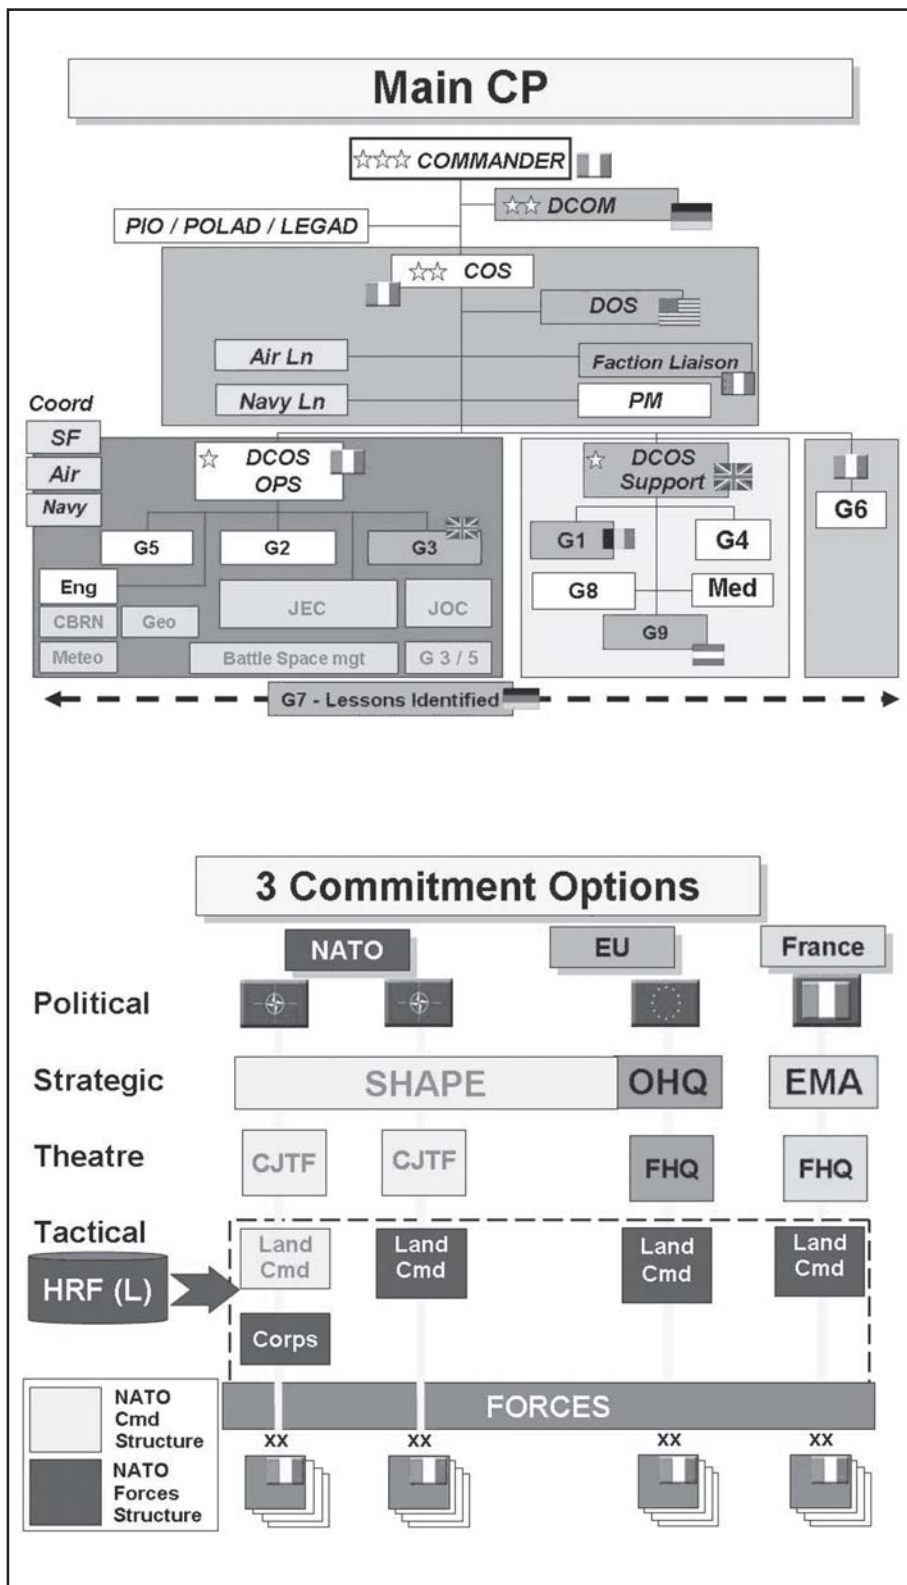 Main CP
COMMANDER
DCOM
PIO / POLAD / LEGAD
COS
DOS
Air Ln
Faction Liaison
Navy Ln
PM
Coord
SF
Air
Navy
DCOS
OPS
DCOS
Support
G6
G5
G2
G3
G1
G4
Eng
JEC
JOC
G8
Med
CBRN
Geo
G9
Meteo
Battle Space mgt
G 3 / 5
G7 - Lessons Identified
3 Commitment Options
NATO
EU
France
Political
Strategic
SHAPE
OHQ
EMA
Theatre
CJTF
CJTF
FHQ
FHQ
Tactical
HRF (L)
Land
Cmd
Land
Cmd
Land
Cmd
Land
Cmd
Corps
FORCES
XX
XX
XX
XX
NATO
Cmd
Structure
NATO
Forces
Structure